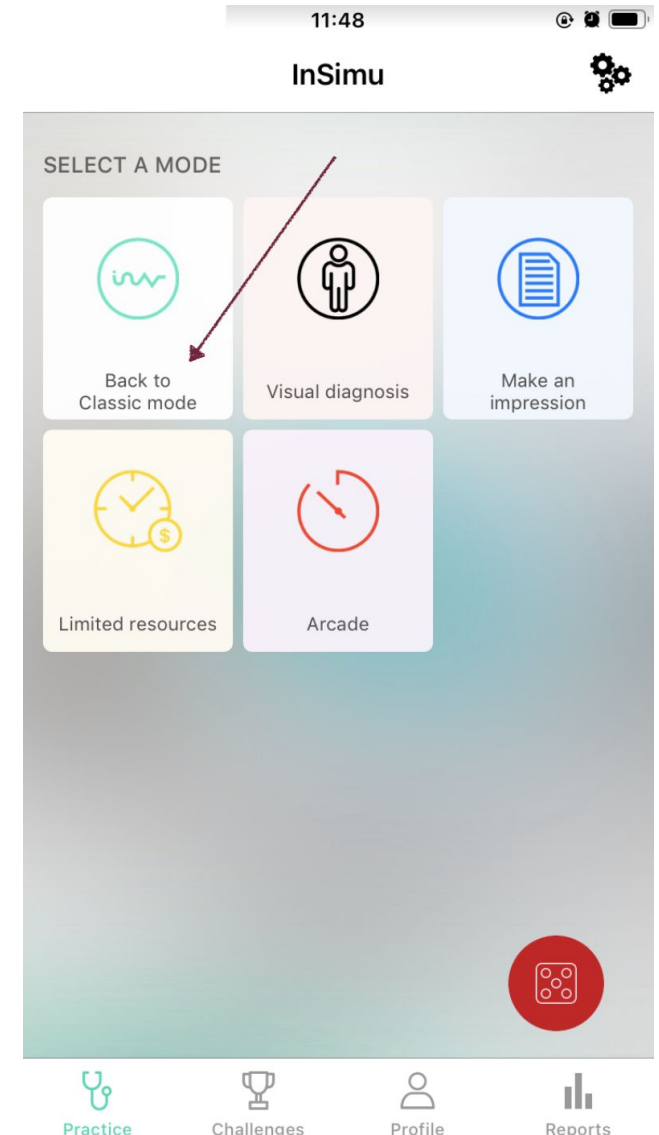 11:48
InSimu
SELECT A MODE
Back to
Classic mode
Visual diagnosis
Make an
impression
$
Limited resources
Arcade
Practice
Challenges
Profile
Reports